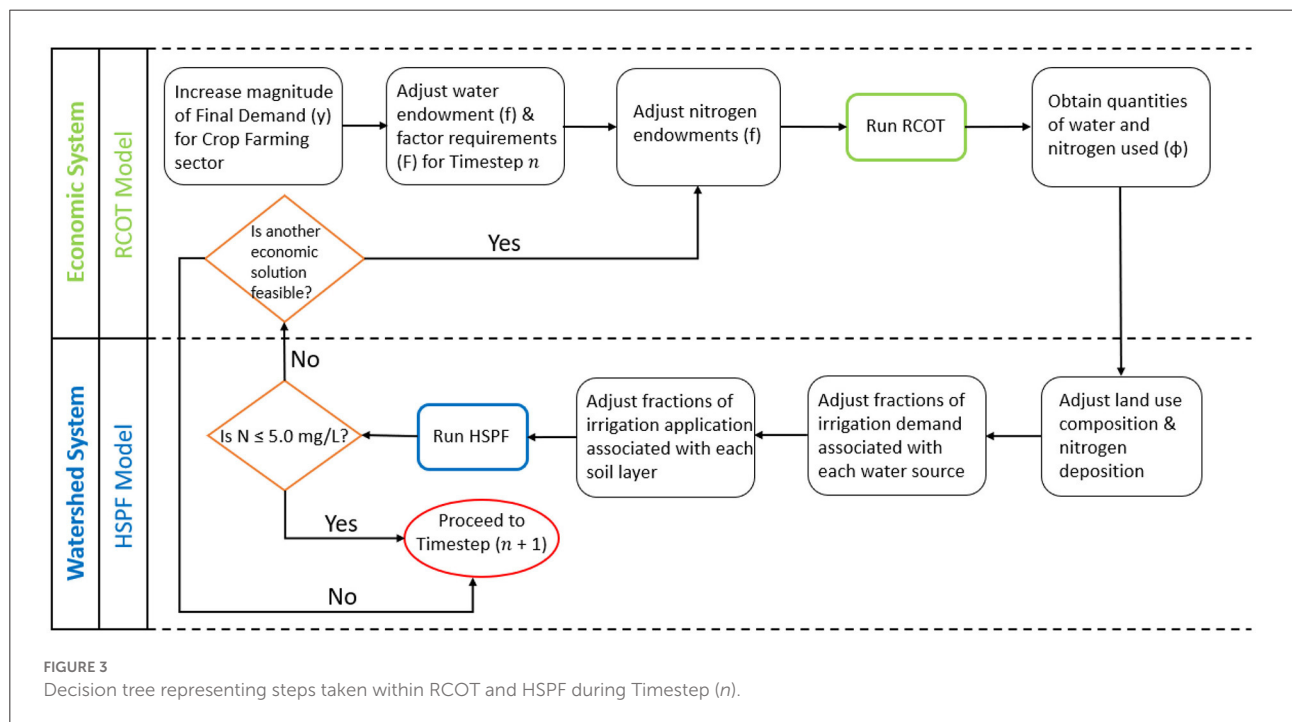 Economic System
RCOT Model
Increase magnitude
of Final Demand (y)
for Crop Farming
sector
Adjust water
endowment (f) &
factor requirements
(F) for Timestep n
Adjust nitrogen
endowments (f)
Run RCOT
Obtain quantities
of water and
nitrogen used (ϕ)
Is another
economic
solution
feasible?
Yes
No
Watershed System
HSPF Model
Is N ≤ 5.0 mg/L?
Run HSPF
Adjust fractions of
irrigation application
associated with each
soil layer
Adjust fractions of
irrigation demand
associated with
each water source
Adjust land use
composition &
nitrogen
deposition
Yes
Proceed to
Timestep (n + 1)
No
FIGURE 3
Decision tree representing steps taken within RCOT and HSPF during Timestep (n).